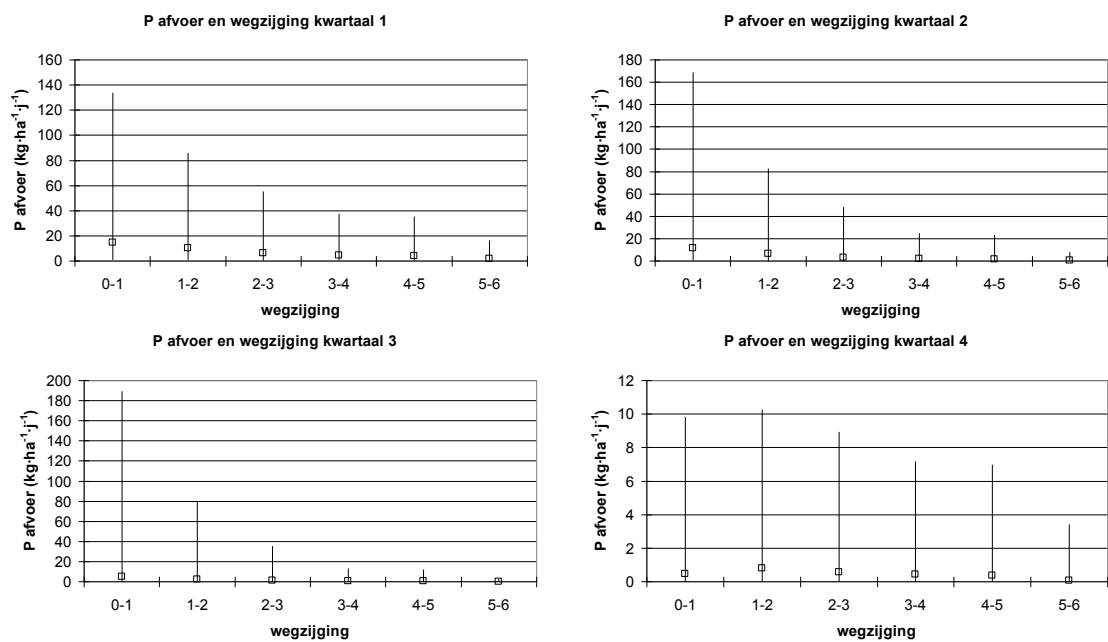 P afvoer en wegzijging kwartaal 1
P afvoer (kg·ha⁻¹·j⁻¹)
160
140
120
100
80
60
40
20
0
0-1 1-2 2-3 3-4 4-5 5-6
wegzijging
P afvoer en wegzijging kwartaal 2
P afvoer (kg·ha⁻¹·j⁻¹)
180
160
140
120
100
80
60
40
20
0
0-1 1-2 2-3 3-4 4-5 5-6
wegzijging
P afvoer en wegzijging kwartaal 3
P afvoer (kg·ha⁻¹·j⁻¹)
200
180
160
140
120
100
80
60
40
20
0
0-1 1-2 2-3 3-4 4-5 5-6
wegzijging
P afvoer en wegzijging kwartaal 4
P afvoer (kg·ha⁻¹·j⁻¹)
12
10
8
6
4
2
0
0-1 1-2 2-3 3-4 4-5 5-6
wegzijging